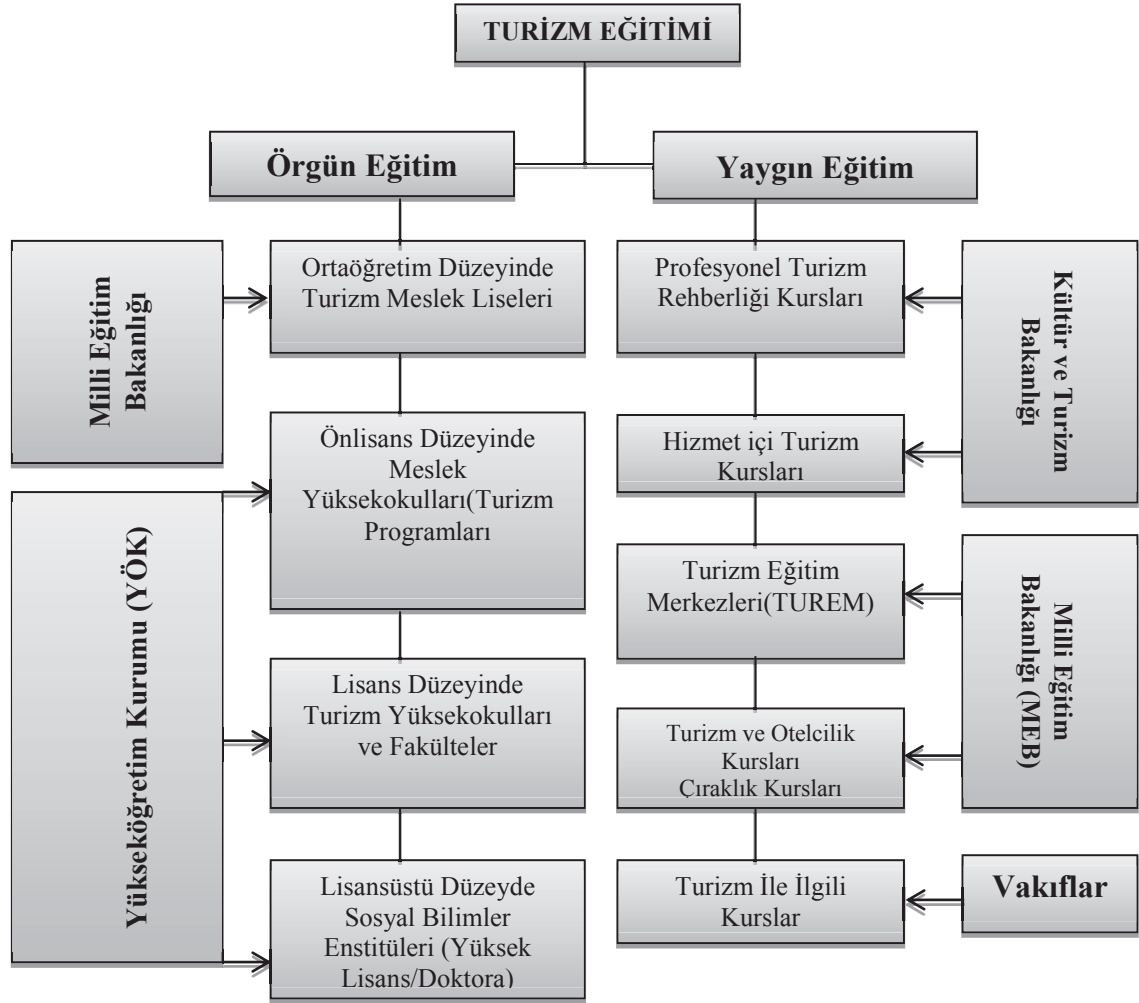 TURİZM EĞİTİMİ
Örgün Eğitim
Yaygın Eğitim
Milli Eğitim
Bakanlığı
Ortaöğretim Düzeyinde
Turizm Meslek Liseleri
Profesyonel Turizm
Rehberliği Kursları
Kültür ve Turizm
Bakanlığı
Önlisans Düzeyinde
Meslek
Yüksekokulları(Turizm
Programları
Hizmet içi Turizm
Kursları
Yükseköğretim Kurumu (YÖK)
Turizm Eğitim
Merkezleri(TUREM)
Milli Eğitim
Bakanlığı (MEB)
Lisans Düzeyinde
Turizm Yüksekokulları
ve Fakülteler
Turizm ve Otelcilik
Kursları
Çıraklık Kursları
Lisansüstü Düzeyde
Sosyal Bilimler
Enstitüleri (Yüksek
Lisans/Doktora)
Turizm İle İlgili
Kurslar
Vakıflar